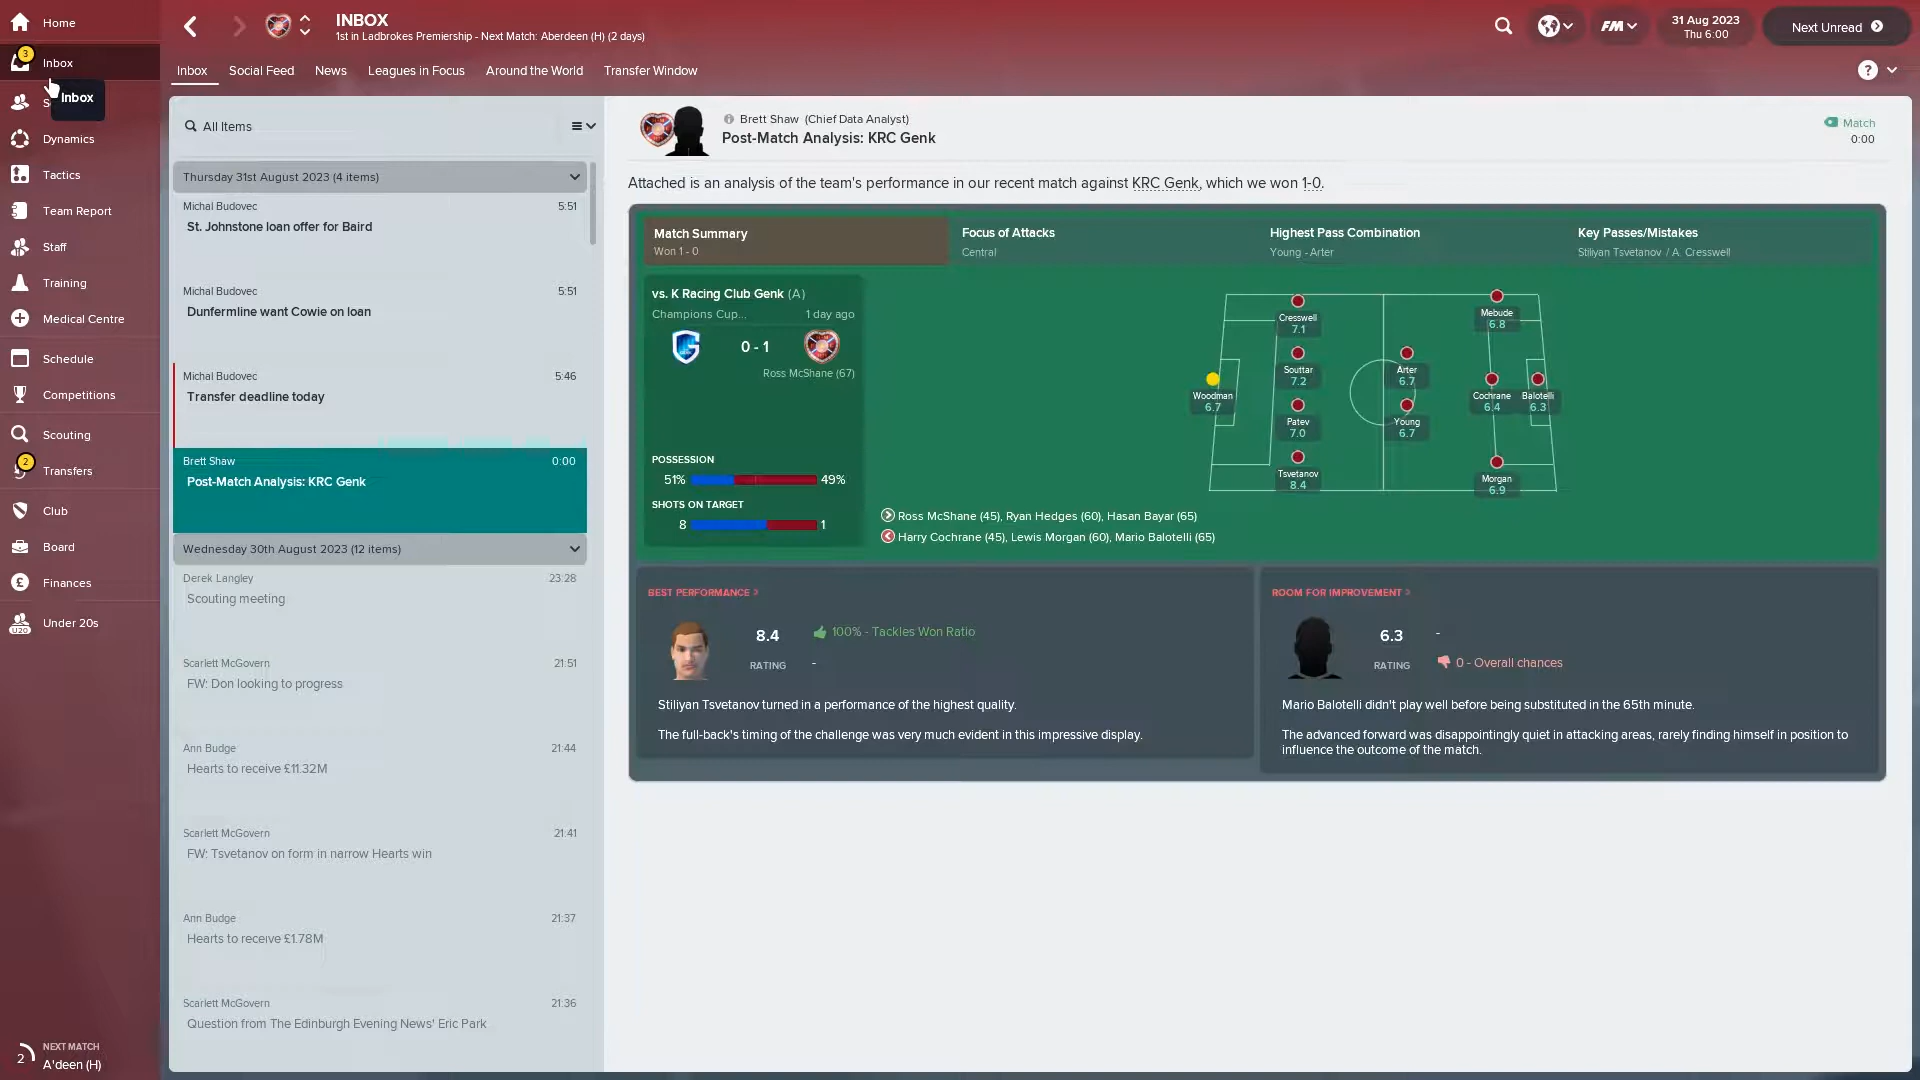 Home
3
Inbox
S
Inbox
Dynamics
Tactics
Team Report
Staff
Training
Medical Centre
Schedule
Competitions
Scouting
2
Transfers
Club
Board
Finances
U20
Under 20s
NEXT MATCH
2
A'deen (H)
INBOX
1st in Ladbrokes Premiership - Next Match: Aberdeen (H) (2 days)
FM
31 Aug 2023
Thu 6:00
Next Unread
Inbox Social Feed News Leagues in Focus Around the World Transfer Window
?
All Items
Thursday 31st August 2023 (4 items)
Michal Budovec 5:51
St. Johnstone loan offer for Baird
Michal Budovec 5:51
Dunfermline want Cowie on loan
Michal Budovec 5:46
Transfer deadline today
Brett Shaw 0:00
Post-Match Analysis: KRC Genk
Wednesday 30th August 2023 (12 items)
Derek Langley 23:28
Scouting meeting
Scarlett McGovern 21:51
FW: Don looking to progress
Ann Budge 21:44
Hearts to receive £11.32M
Scarlett McGovern 21:41
FW: Tsvetanov on form in narrow Hearts win
Ann Budge 21:37
Hearts to receive £1.78M
Scarlett McGovern 21:36
Question from The Edinburgh Evening News' Eric Park
Brett Shaw (Chief Data Analyst)
Post-Match Analysis: KRC Genk
Match
0:00
Attached is an analysis of the team's performance in our recent match against KRC Genk, which we won 1-0.
Match Summary
Won 1 - 0
Focus of Attacks
Central
Highest Pass Combination
Young - Arter
Key Passes/Mistakes
Stiliyan Tsvetanov / A. Cresswell
vs. K Racing Club Genk (A)
Champions Cup... 1 day ago
0 - 1
Ross McShane (67)
POSSESSION
51% 49%
SHOTS ON TARGET
8 1
Woodman
6.7
Cresswell
7.1
Souttar
7.2
Patev
7.0
Tsvetanov
8.4
Arter
6.7
Young
6.7
Mebude
6.8
Cochrane
6.4
Balotelli
6.3
Morgan
6.9
Ross McShane (45), Ryan Hedges (60), Hasan Bayar (65)
Harry Cochrane (45), Lewis Morgan (60), Mario Balotelli (65)
BEST PERFORMANCE
8.4
RATING
100% - Tackles Won Ratio
-
Stiliyan Tsvetanov turned in a performance of the highest quality.
The full-back's timing of the challenge was very much evident in this impressive display.
ROOM FOR IMPROVEMENT
6.3
RATING
-
0 - Overall chances
Mario Balotelli didn't play well before being substituted in the 65th minute.
The advanced forward was disappointingly quiet in attacking areas, rarely finding himself in position to
influence the outcome of the match.